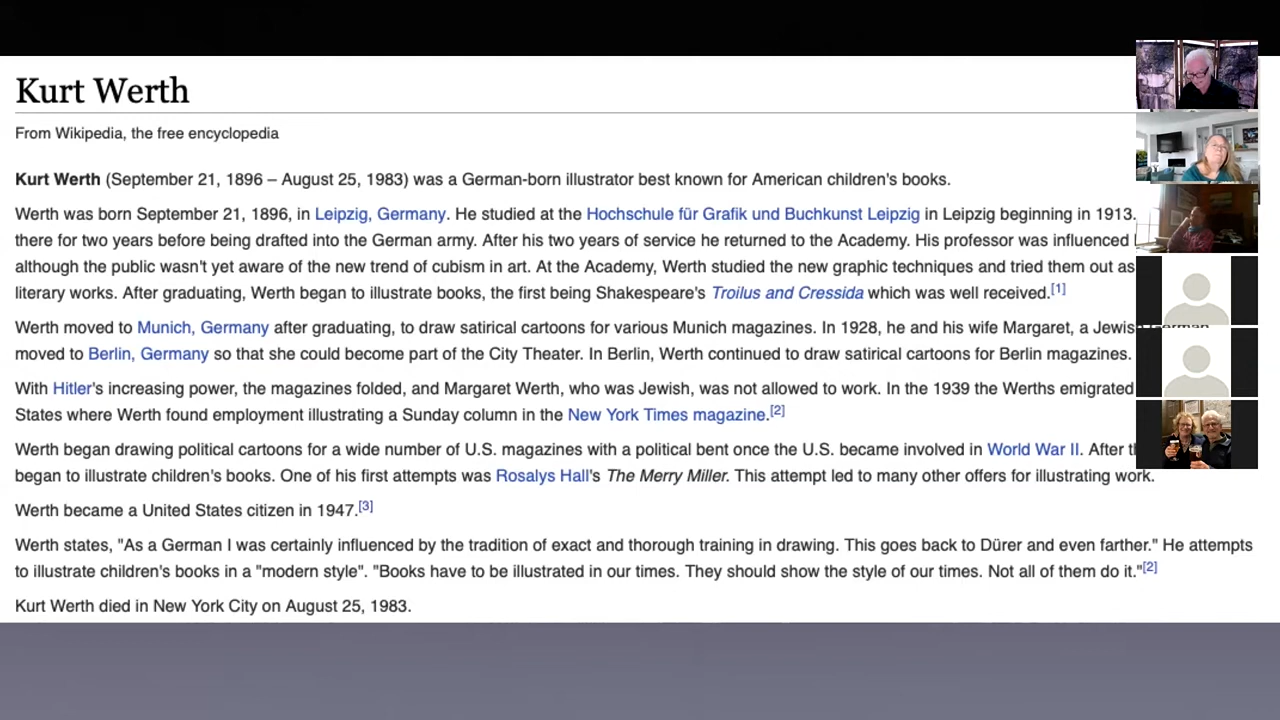 Kurt Werth
From Wikipedia, the free encyclopedia
Kurt Werth (September 21, 1896 – August 25, 1983) was a German-born illustrator best known for American children's books.
Werth was born September 21, 1896, in Leipzig, Germany. He studied at the Hochschule für Grafik und Buchkunst Leipzig in Leipzig beginning in 1913.
there for two years before being drafted into the German army. After his two years of service he returned to the Academy. His professor was influenced
although the public wasn't yet aware of the new trend of cubism in art. At the Academy, Werth studied the new graphic techniques and tried them out as
literary works. After graduating, Werth began to illustrate books, the first being Shakespeare's Troilus and Cressida which was well received.[1]
Werth moved to Munich, Germany after graduating, to draw satirical cartoons for various Munich magazines. In 1928, he and his wife Margaret, a Jewish German
moved to Berlin, Germany so that she could become part of the City Theater. In Berlin, Werth continued to draw satirical cartoons for Berlin magazines.
With Hitler's increasing power, the magazines folded, and Margaret Werth, who was Jewish, was not allowed to work. In the 1939 the Werths emigrated
States where Werth found employment illustrating a Sunday column in the New York Times magazine.[2]
Werth began drawing political cartoons for a wide number of U.S. magazines with a political bent once the U.S. became involved in World War II. After
began to illustrate children's books. One of his first attempts was Rosalys Hall's The Merry Miller. This attempt led to many other offers for illustrating work.
Werth became a United States citizen in 1947.[3]
Werth states, "As a German I was certainly influenced by the tradition of exact and thorough training in drawing. This goes back to Dürer and even farther." He attempts
to illustrate children's books in a "modern style". "Books have to be illustrated in our times. They should show the style of our times. Not all of them do it."[2]
Kurt Werth died in New York City on August 25, 1983.